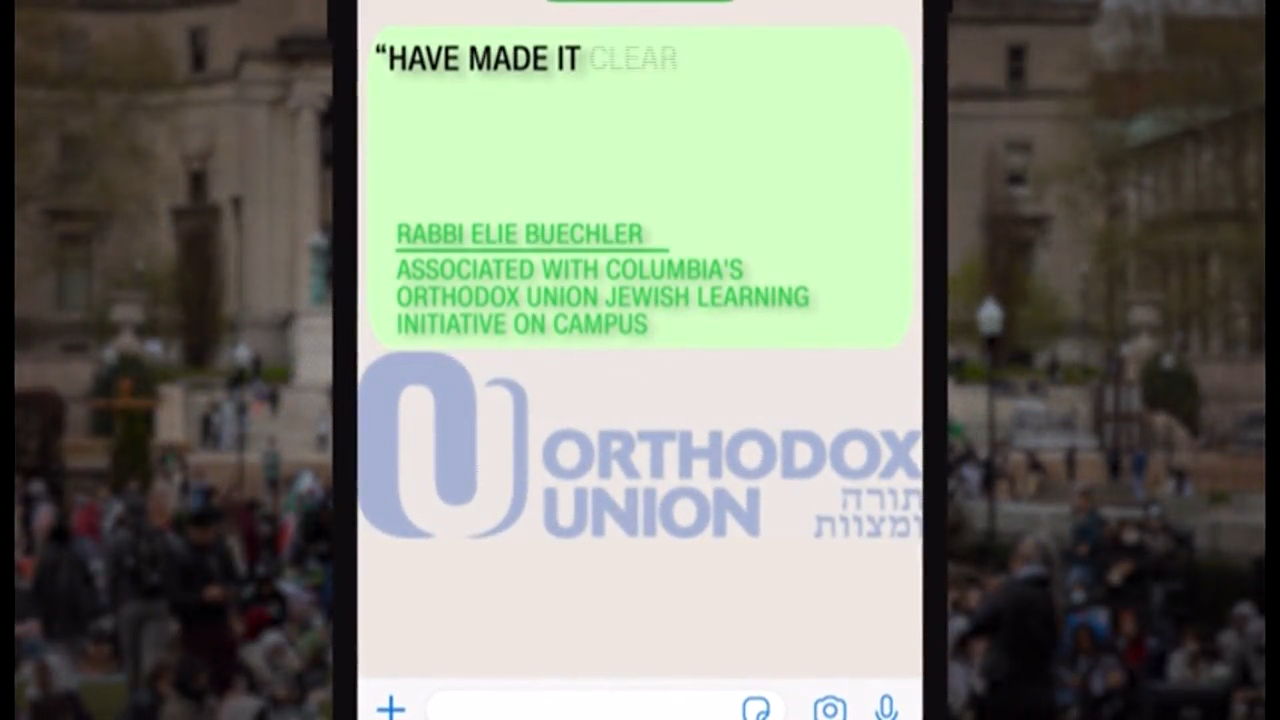 “HAVE MADE IT CLEAR
RABBI ELIE BUECHLER
ASSOCIATED WITH COLUMBIA'S
ORTHODOX UNION JEWISH LEARNING
INITIATIVE ON CAMPUS
ORTHODOX
UNION
תורה
ומצוות